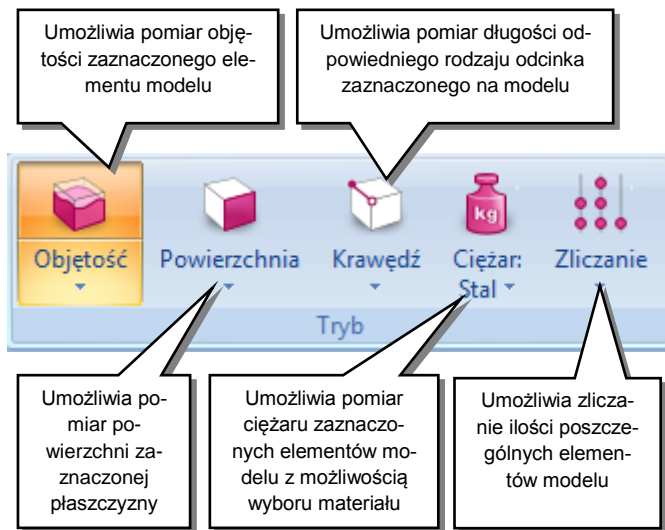 Umożliwia pomiar obję-
tości zaznaczonego ele-
mentu modelu
Umożliwia pomiar długości od-
powiedniego rodzaju odcinka
zaznaczonego na modelu
kg
Objętość
Powierzchnia
Krawędź
Ciężar:
Stal
Zliczanie
Tryb
Umożliwia po-
miar po-
wierzchni za-
znaczonej
płaszczyzny
Umożliwia pomiar
ciężaru zaznaczo-
nych elementów mo-
delu z możliwością
wyboru materiału
Umożliwia zlicza-
nie ilości poszcze-
gólnych elemen-
tów modelu